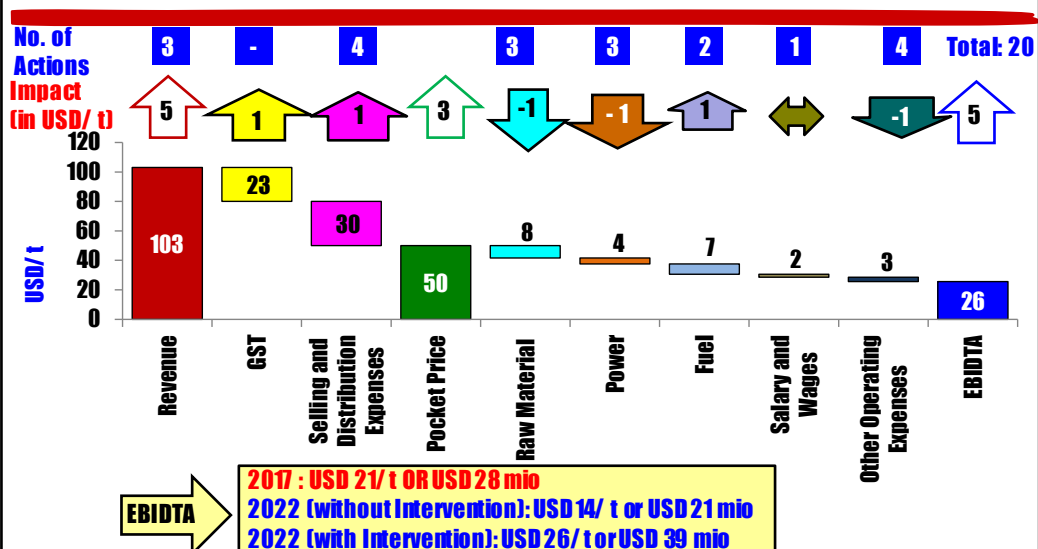 No. of Actions 3 - 4 3 3 2 1 4 Total: 20
Impact (in USD/ t) 5 1 1 3 -1 - 1 1 -1 5
120
100
80
60
40
20
0
USD/ t
103 23 30 50 8 4 7 2 3 26
Revenue
GST
Selling and
Distribution
Expenses
Pocket Price
Raw Material
Power
Fuel
Salary and
Wages
Other Operating
Expenses
EBIDTA
EBIDTA
2017 : USD 21/ t OR USD 28 mio
2022 (without Intervention): USD 14/ t or USD 21 mio
2022 (with Intervention): USD 26/ t or USD 39 mio